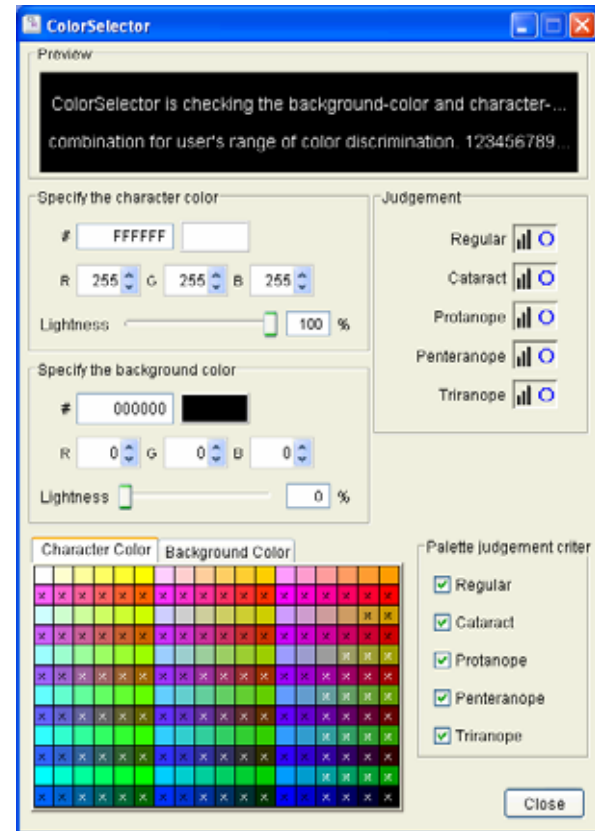 ColorSelector
Preview
ColorSelector is checking the background-color and character-...
combination for user's range of color discrimination. 123456789...
Specify the character color
# FFFFFF
R 255 G 255 B 255
Lightness 100 %
Judgement
Regular
Cataract
Protanope
Penteranope
Triranope
Specify the background color
# 000000
R 0 G 0 B 0
Lightness 0 %
Character Color Background Color
Palette judgement criter
Regular
Cataract
Protanope
Penteranope
Triranope
Close